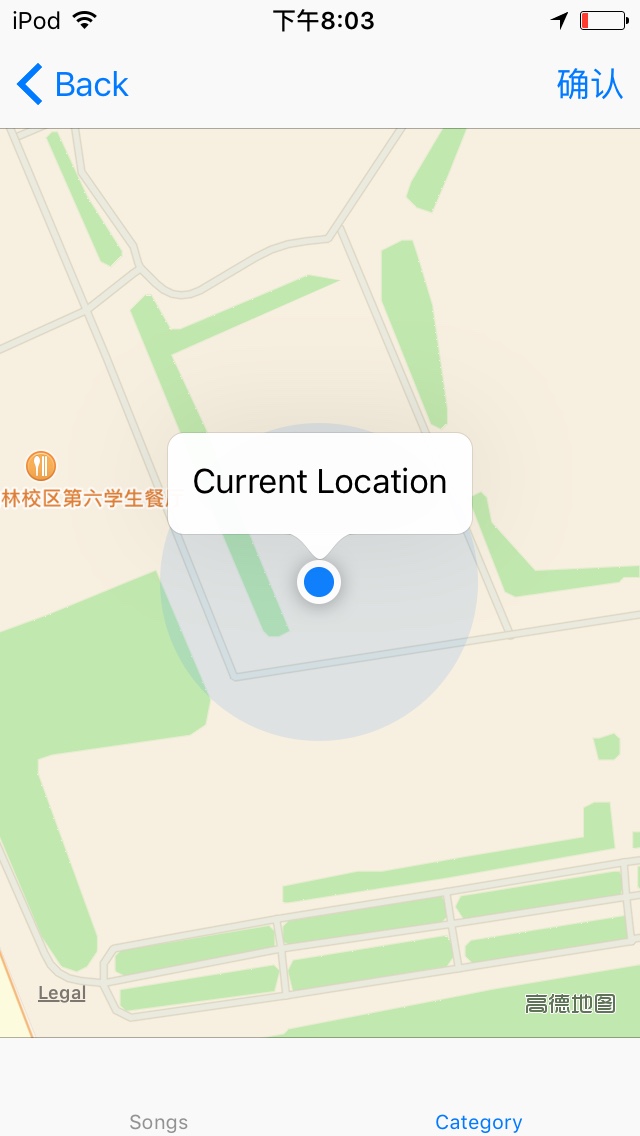 iPod 下午8:03
Back 确认
Current Location
林校区第六学生餐
Legal
高德地图
Songs Category